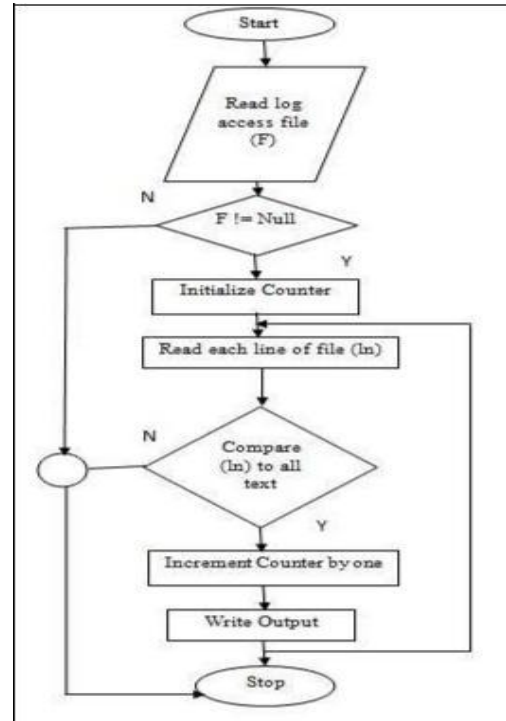 Start
Read log
access file
(F)
N
F != Null
Y
Initialize Counter
Read each line of file (ln)
N
Compare
(ln) to all
text
Y
Increment Counter by one
Write Output
Stop